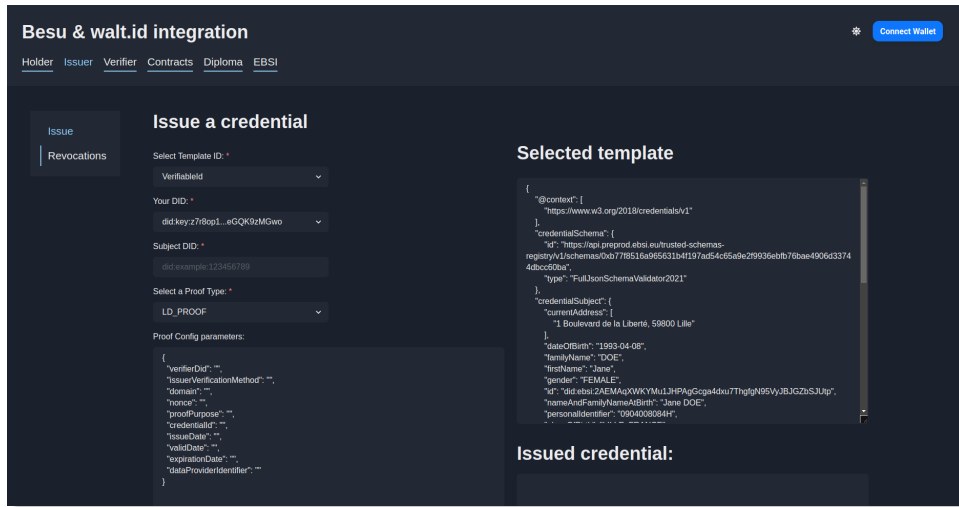 Besu & walt.id integration
Connect Wallet
Holder Issuer Verifier Contracts Diploma EBSI
Issue
Revocations
Issue a credential
Select Template ID: *
VerifiableId
Your DID: *
did:key:z7r8op1...eGQK9zMGwo
Subject DID: *
did:example:123456789
Select a Proof Type: *
LD_PROOF
Proof Config parameters:
{
"verifierDid": "",
"issuerVerificationMethod": "",
"domain": "",
"nonce": "",
"proofPurpose": "",
"credentialId": "",
"issueDate": "",
"validDate": "",
"expirationDate": "",
"dataProviderIdentifier": ""
}
Selected template
{
"@context": [
"https://www.w3.org/2018/credentials/v1"
],
"credentialSchema": {
"id": "https://api.preprod.ebsi.eu/trusted-schemas-
registry/v1/schemas/0xb77f8516a965631b4f197ad54c65a9e2f9936ebfb76bae4906d3374
4dbcc60ba",
"type": "FullJsonSchemaValidator2021"
},
"credentialSubject": {
"currentAddress": [
"1 Boulevard de la Liberté, 59800 Lille"
],
"dateOfBirth": "1993-04-08",
"familyName": "DOE",
"firstName": "Jane",
"gender": "FEMALE",
"id": "did:ebsi:2AEMAqXWKYMu1JHPAgGcga4dxu7ThgfgN95VyJBJGZbSJUtp",
"nameAndFamilyNameAtBirth": "Jane DOE",
"personalIdentifier": "0904008084H",
Issued credential: